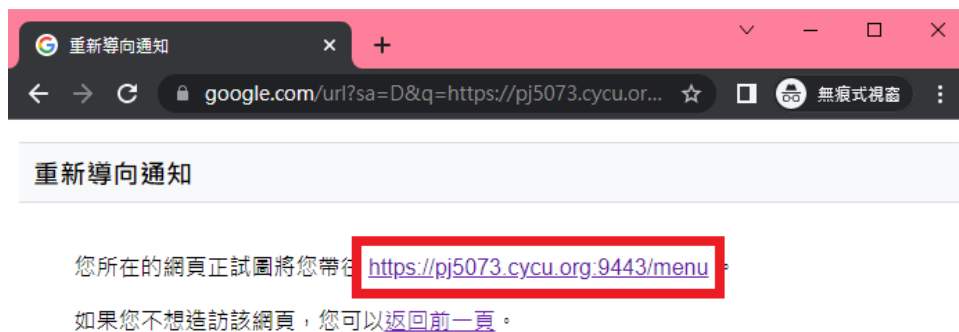 重新導向通知
google.com/url?sa=D&q=https://pj5073.cycu.or... 無痕式視窗
重新導向通知
您所在的網頁正試圖將您帶往 https://pj5073.cycu.org:9443/menu 。
如果您不想造訪該網頁，您可以返回前一頁。